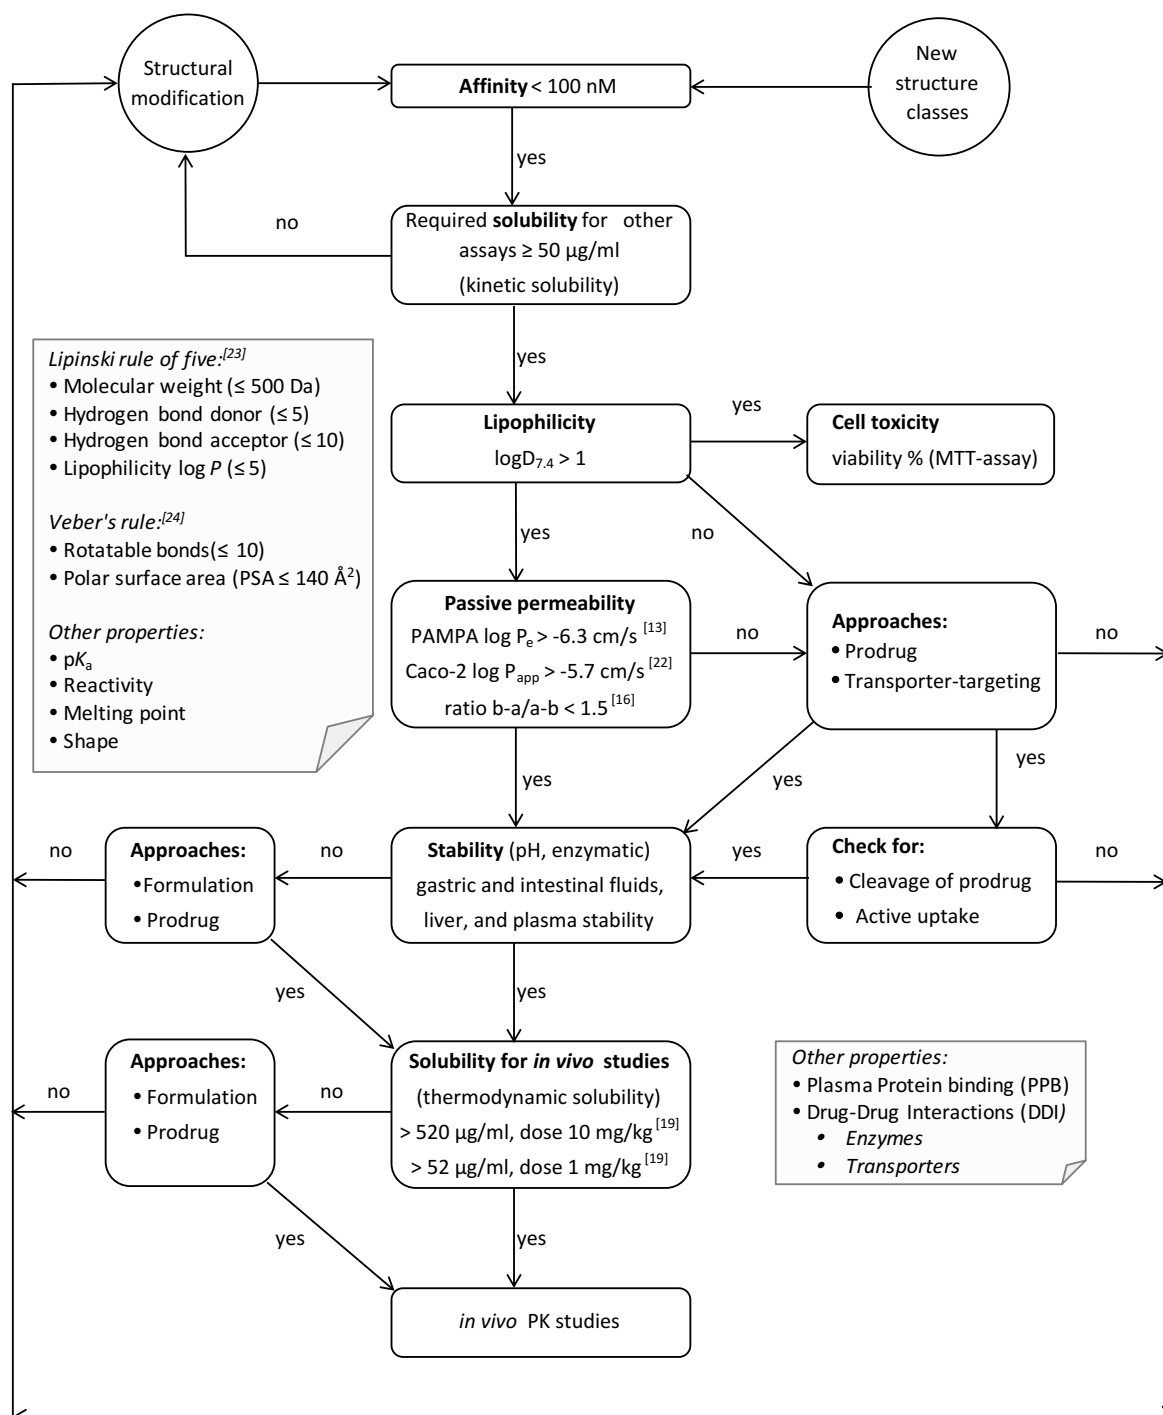 Structural
modification
Affinity < 100 nM
New
structure
classes
yes
no
Required solubility for other
assays ≥ 50 µg/ml
(kinetic solubility)
yes
Lipinski rule of five:[23]
• Molecular weight (≤ 500 Da)
• Hydrogen bond donor (≤ 5)
• Hydrogen bond acceptor (≤ 10)
• Lipophilicity log P (≤ 5)
Veber's rule:[24]
• Rotatable bonds(≤ 10)
• Polar surface area (PSA ≤ 140 Å2)
Other properties:
• pKa
• Reactivity
• Melting point
• Shape
Lipophilicity
logD7.4 > 1
yes
Cell toxicity
viability % (MTT-assay)
yes
no
Passive permeability
PAMPA log Pe > -6.3 cm/s [13]
Caco-2 log Papp > -5.7 cm/s [22]
ratio b-a/a-b < 1.5 [16]
no
Approaches:
• Prodrug
• Transporter-targeting
no
yes
yes
yes
no
Approaches:
• Formulation
• Prodrug
no
Stability (pH, enzymatic)
gastric and intestinal fluids,
liver, and plasma stability
yes
Check for:
• Cleavage of prodrug
• Active uptake
no
yes
yes
no
Approaches:
• Formulation
• Prodrug
no
Solubility for in vivo studies
(thermodynamic solubility)
> 520 µg/ml, dose 10 mg/kg [19]
> 52 µg/ml, dose 1 mg/kg [19]
Other properties:
• Plasma Protein binding (PPB)
• Drug-Drug Interactions (DDI)
• Enzymes
• Transporters
yes
yes
in vivo PK studies